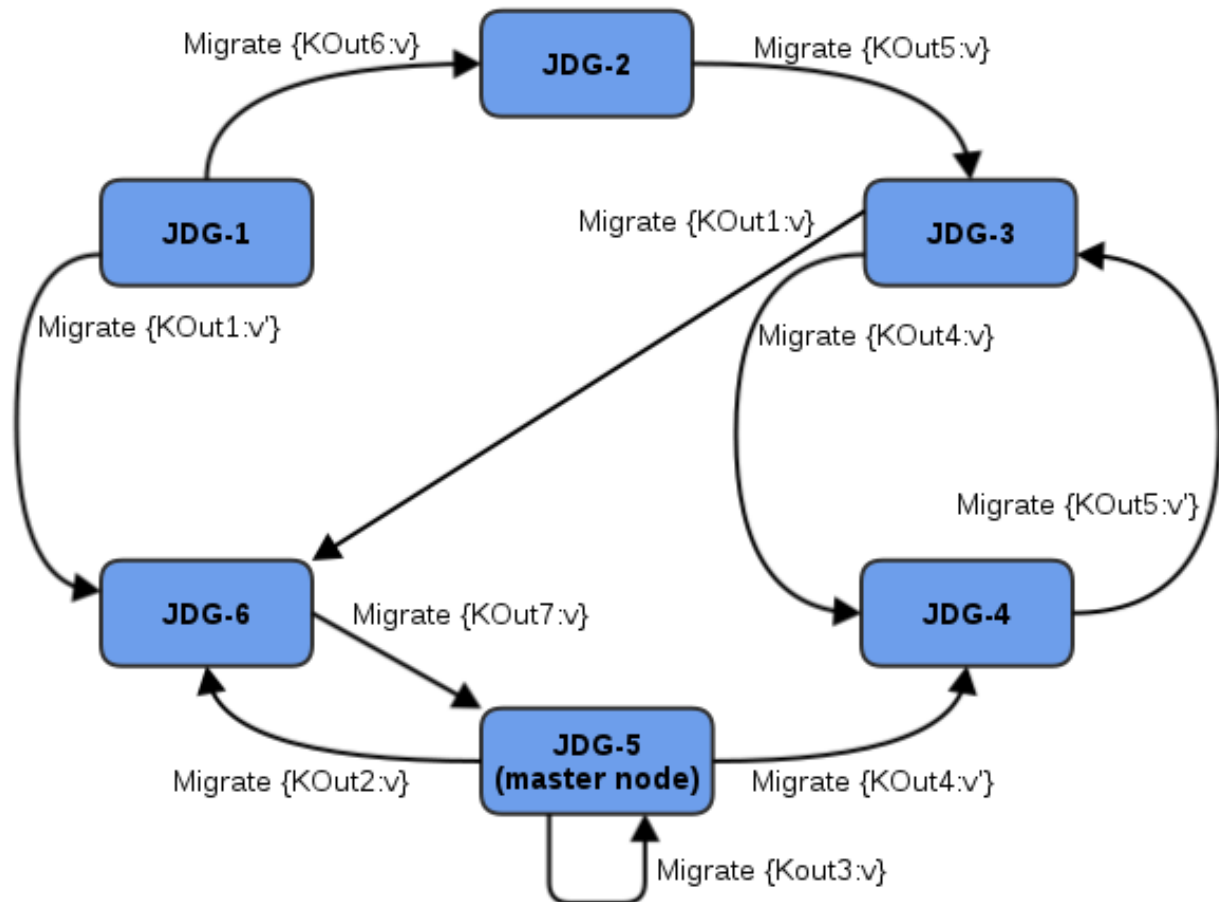 Migrate {KOut6:v}
JDG-2
Migrate {KOut5:v}
JDG-1
Migrate {KOut1:v}
JDG-3
Migrate {KOut1:v'}
Migrate {KOut4:v}
Migrate {KOut5:v'}
JDG-6
Migrate {KOut7:v}
JDG-4
JDG-5
(master node)
Migrate {KOut2:v}
Migrate {KOut4:v'}
Migrate {Kout3:v}